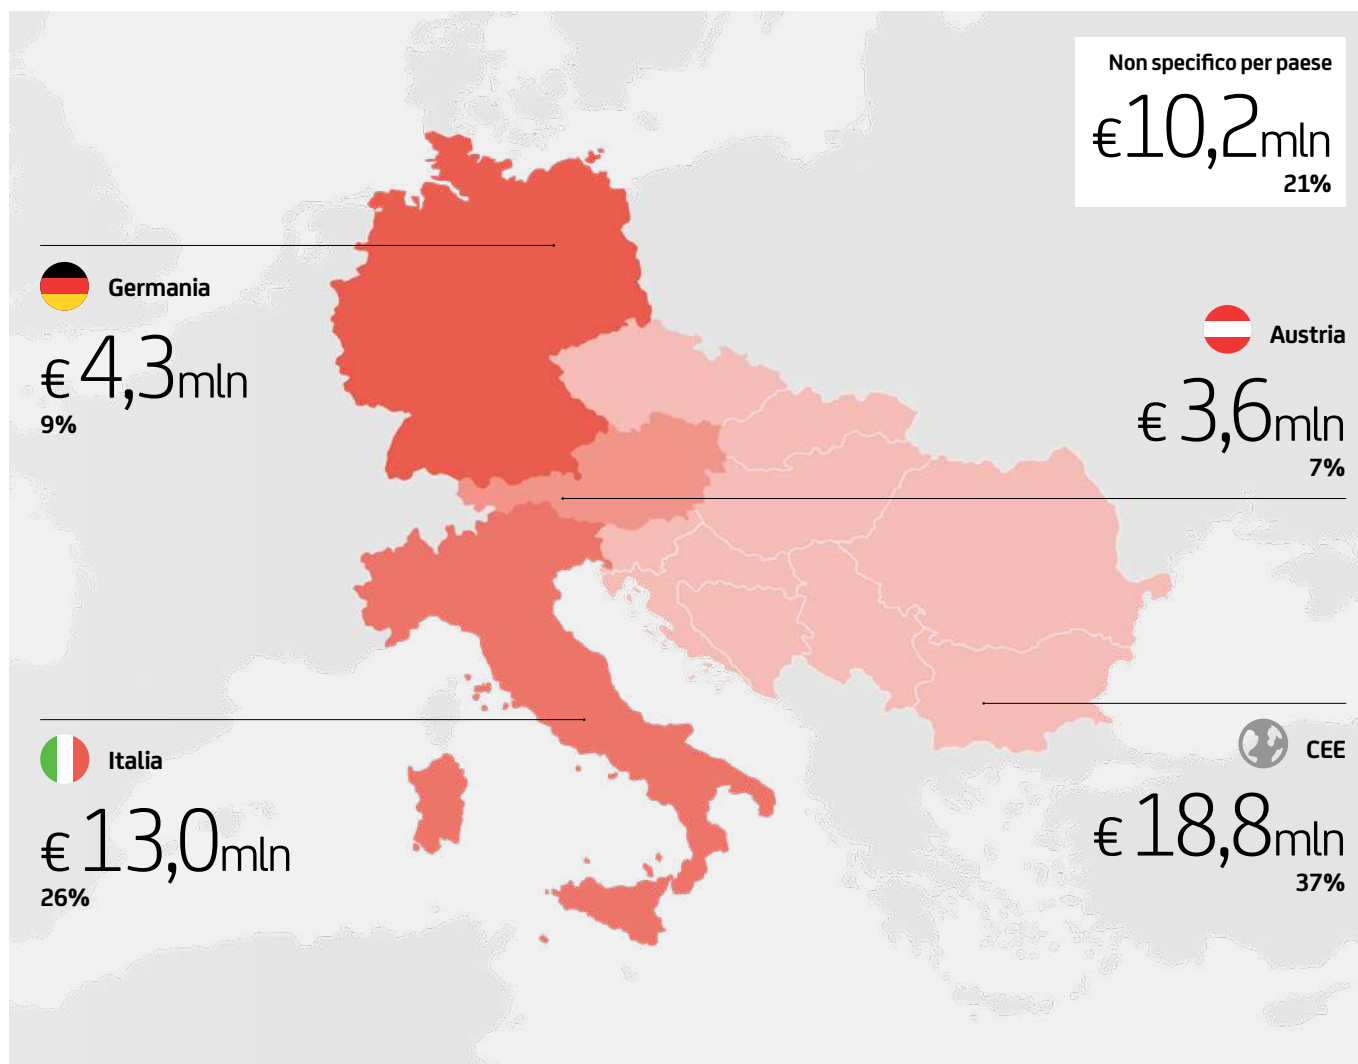 Non specifico per paese
€10,2mln
21%
Germania
€ 4,3mln
9%
Austria
€ 3,6mln
7%
Italia
€ 13,0mln
26%
CEE
€ 18,8mln
37%